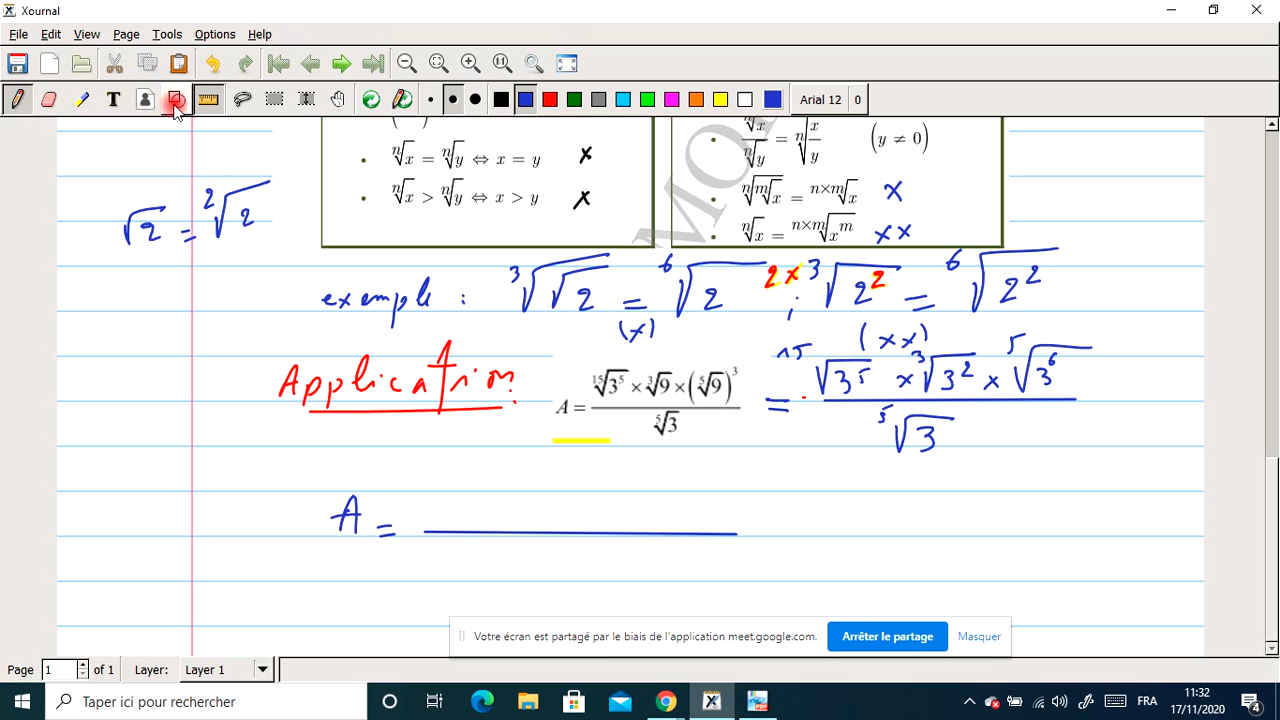 Xournal
File Edit View Page Tools Options Help
Arial 12 0
• ⁿ√x = ⁿ√y ⇔ x = y ×
• ⁿ√x > ⁿ√y ⇔ x > y ×
• ⁿ√x / ⁿ√y = ⁿ√(x/y) (y ≠ 0)
• ⁿ√(ᵐ√x) = ⁿˣᵐ√x ×
• ⁿ√x = ⁿˣᵐ√(xᵐ) ××
MO
√2 = ²√2
exemple : ³√(√2) = ⁶√2 ; ²ˣ³√(2²) = ⁶√(2²)
(×) (××)
Application
A = (¹⁵√(3⁵) × ³√9 × (⁵√9)³) / ⁵√3 = (¹⁵√(3⁵) × ³√(3²) × ⁵√(3⁶)) / ⁵√3
A =
Votre écran est partagé par le biais de l'application meet.google.com. Arrêter le partage Masquer
Page 1 of 1 Layer: Layer 1
Taper ici pour rechercher
FRA
11:32
17/11/2020
4